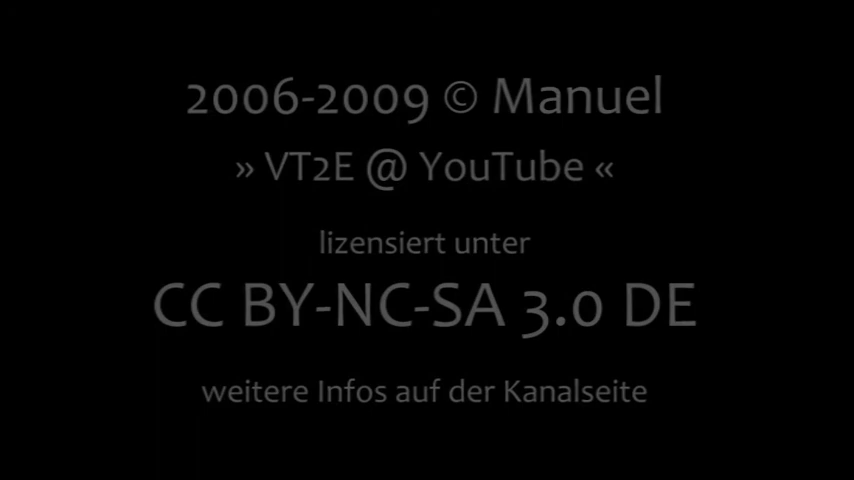 2006-2009 © Manuel
» VT2E @ YouTube «
lizensiert unter
CC BY-NC-SA 3.0 DE
weitere Infos auf der Kanalseite